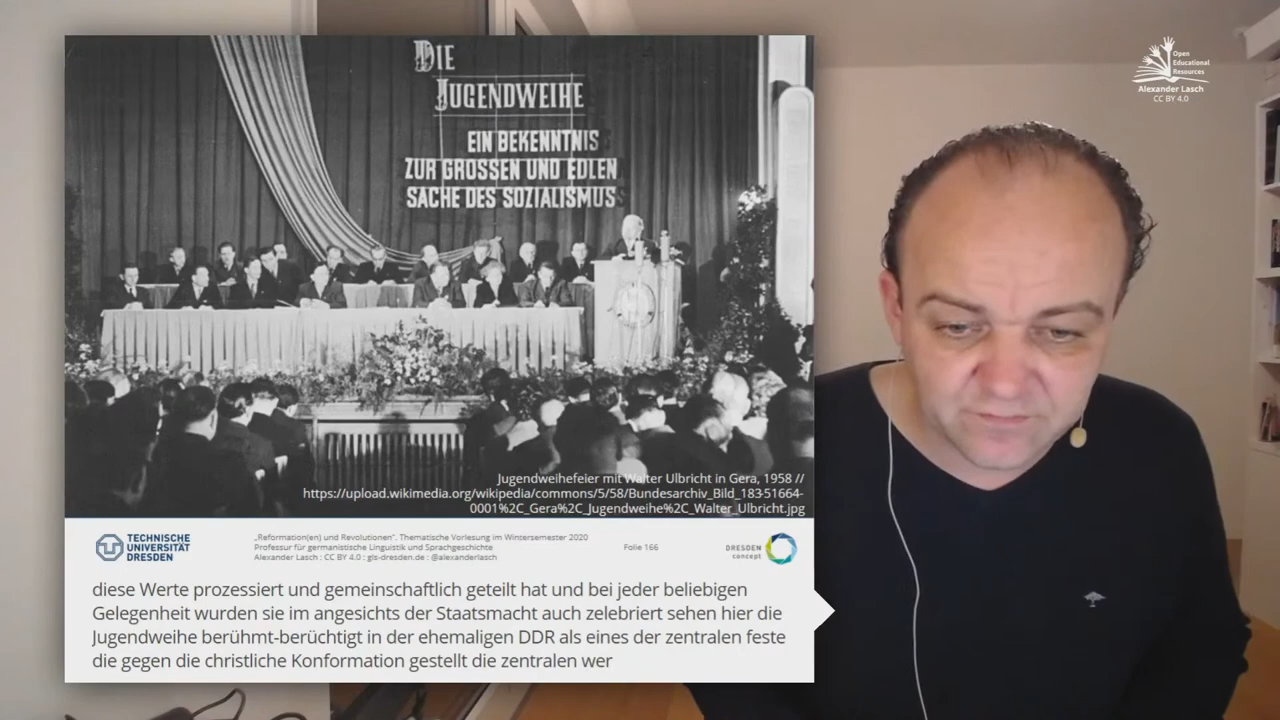 DIE
JUGENDWEIHE
EIN BEKENNTNIS
ZUR GROSSEN UND EDLEN
SACHE DES SOZIALISMUS
Jugendweihefeier mit Walter Ulbricht in Gera, 1958 //
https://upload.wikimedia.org/wikipedia/commons/5/58/Bundesarchiv_Bild_183-51664-
0001%2C_Gera%2C_Jugendweihe%2C_Walter_Ulbricht.jpg
TECHNISCHE
UNIVERSITÄT
DRESDEN
„Reformation(en) und Revolutionen“. Thematische Vorlesung im Wintersemester 2020
Professur für germanistische Linguistik und Sprachgeschichte
Alexander Lasch : CC BY 4.0 : gls-dresden.de : @alexanderlasch
Folie 166
DRESDEN
concept
diese Werte prozessiert und gemeinschaftlich geteilt hat und bei jeder beliebigen
Gelegenheit wurden sie im angesichts der Staatsmacht auch zelebriert sehen hier die
Jugendweihe berühmt-berüchtigt in der ehemaligen DDR als eines der zentralen feste
die gegen die christliche Konformation gestellt die zentralen wer
Open
Educational
Resources
Alexander Lasch
CC BY 4.0